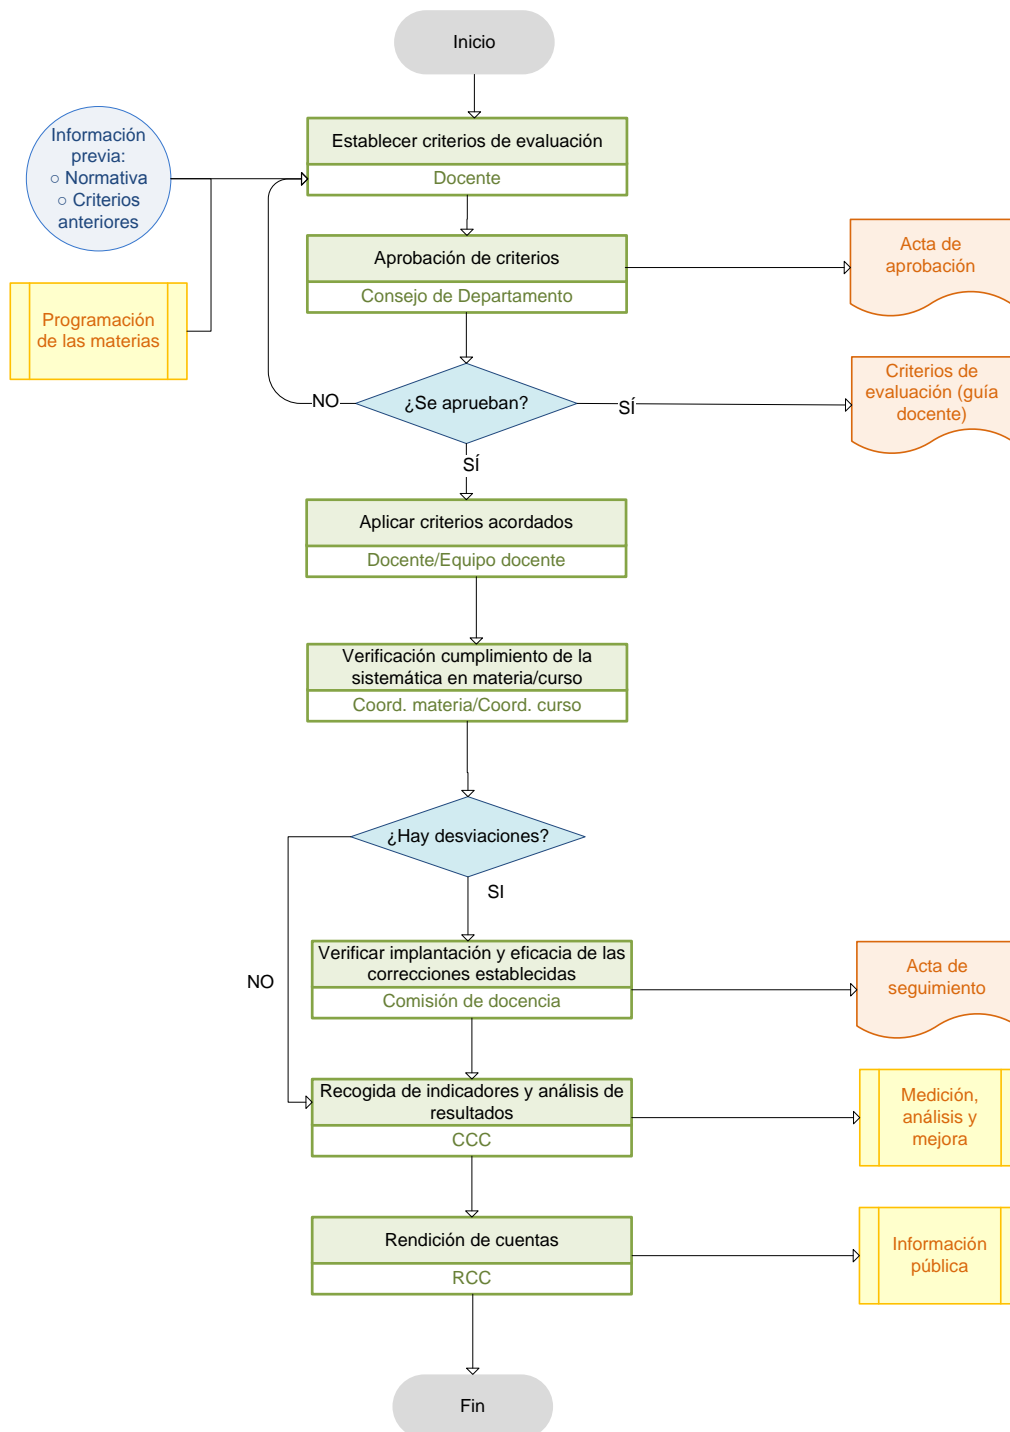 Inicio
Información
previa:
○ Normativa
○ Criterios
anteriores
Establecer criterios de evaluación
Docente
Programación
de las materias
Aprobación de criterios
Consejo de Departamento
Acta de
aprobación
¿Se aprueban?
NO
SÍ
Criterios de
evaluación (guía
docente)
SÍ
Aplicar criterios acordados
Docente/Equipo docente
Verificación cumplimiento de la
sistemática en materia/curso
Coord. materia/Coord. curso
¿Hay desviaciones?
SI
NO
Verificar implantación y eficacia de las
correcciones establecidas
Comisión de docencia
Acta de
seguimiento
Recogida de indicadores y análisis de
resultados
CCC
Medición,
análisis y
mejora
Rendición de cuentas
RCC
Información
pública
Fin